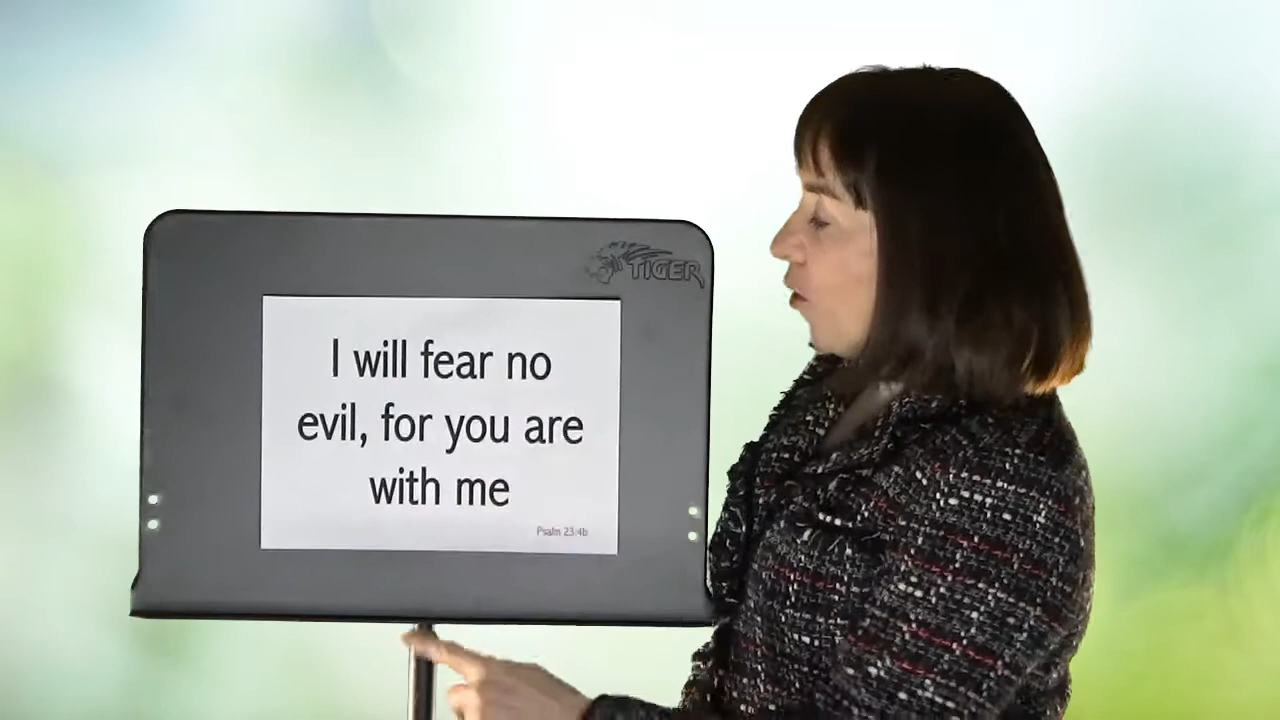 TIGER
I will fear no
evil, for you are
with me
Psalm 23:4b